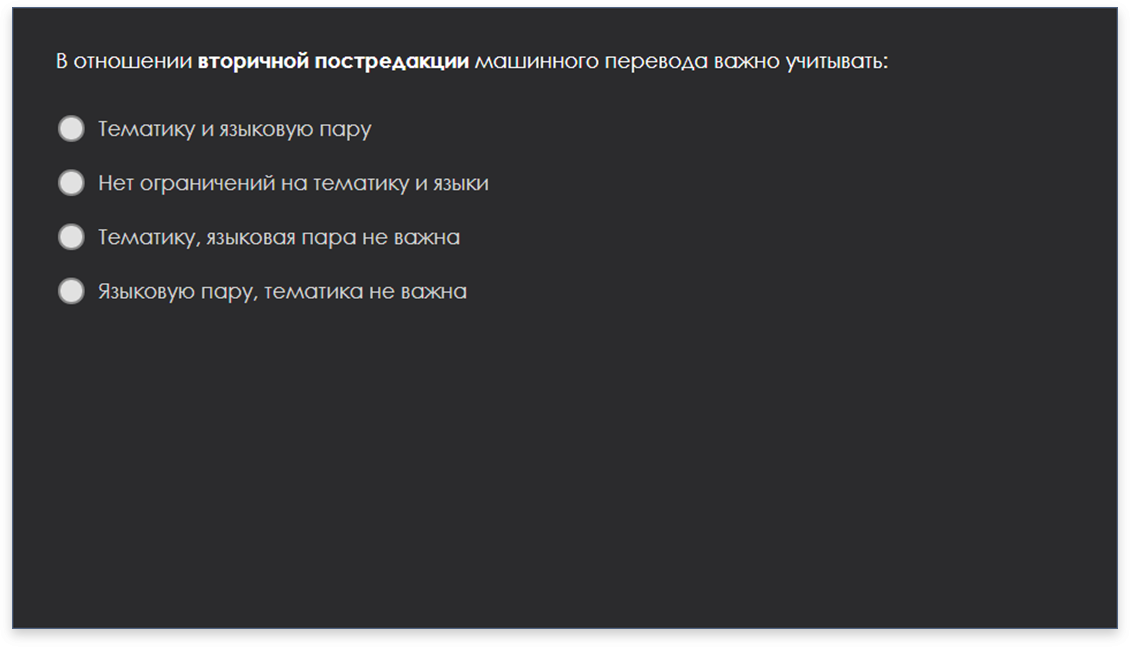 В отношении вторичной постредакции машинного перевода важно учитывать:
Тематику и языковую пару
Нет ограничений на тематику и языки
Тематику, языковая пара не важна
Языковую пару, тематика не важна